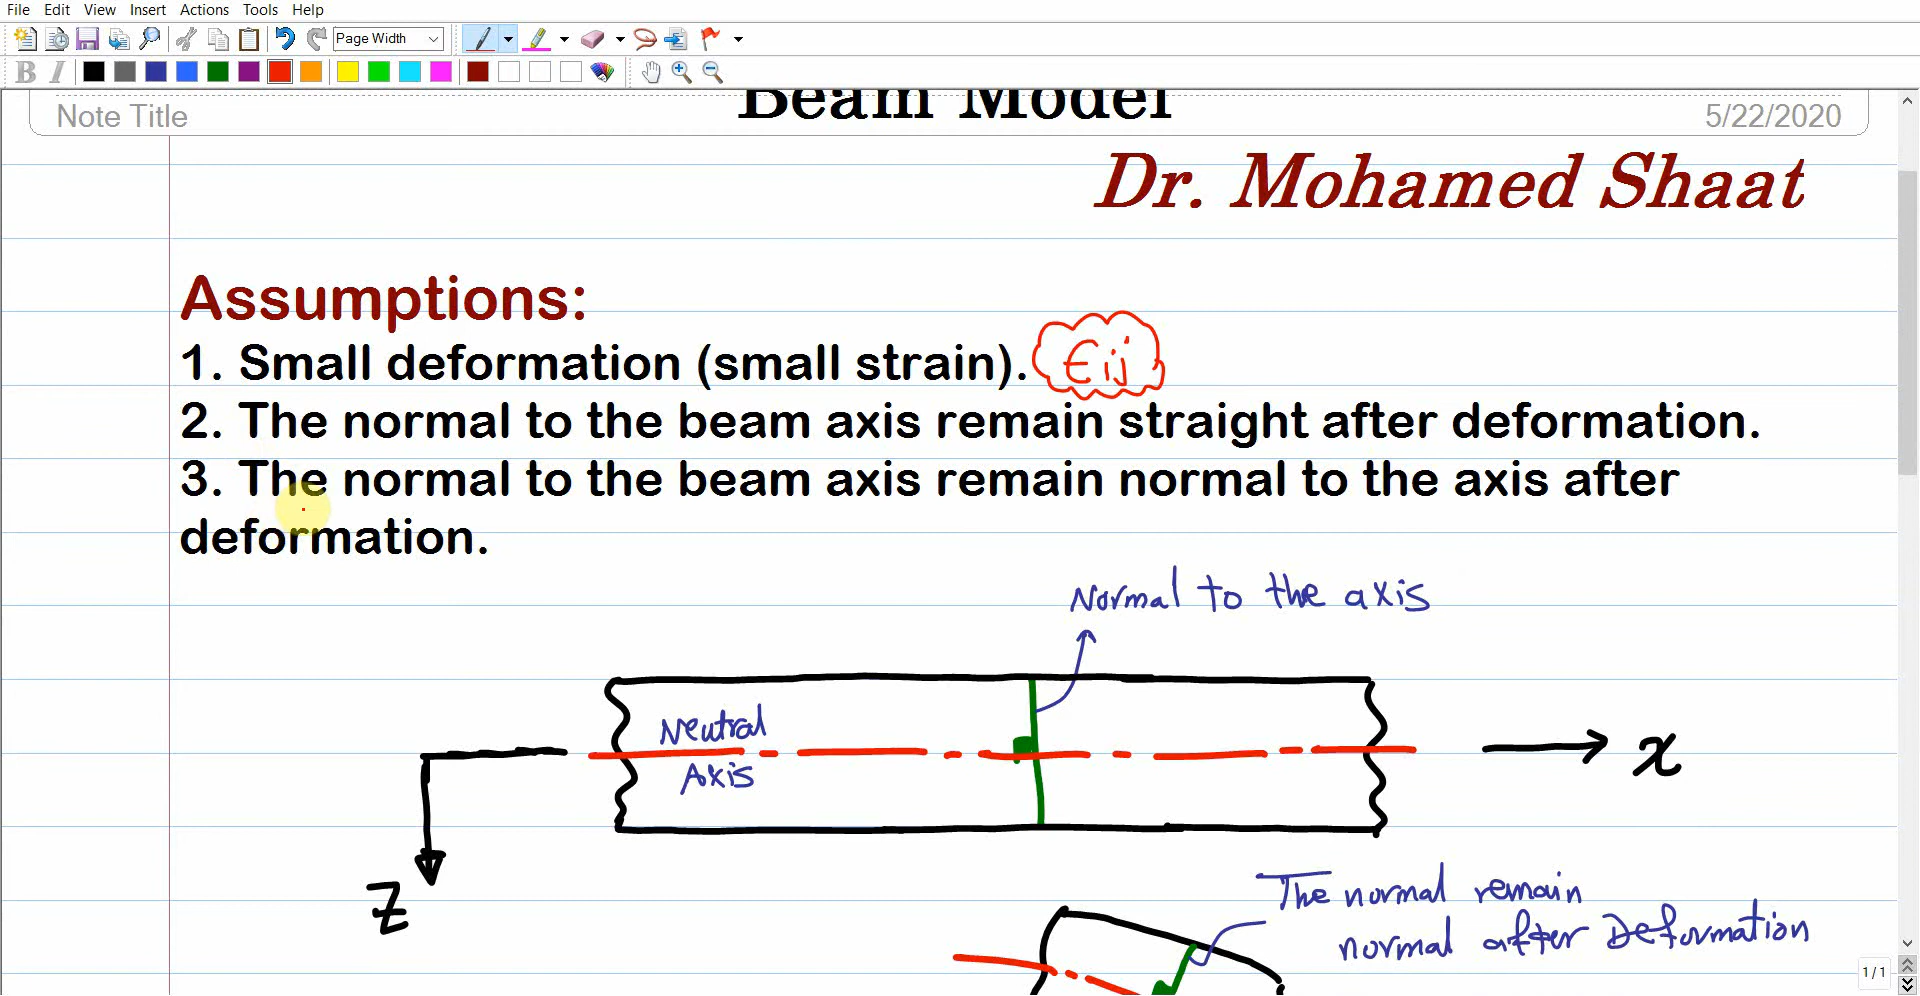 File Edit View Insert Actions Tools Help
Page Width
B I
Beam Model
Note Title
5/22/2020
Dr. Mohamed Shaat
Assumptions:
1. Small deformation (small strain). ϵij
2. The normal to the beam axis remain straight after deformation.
3. The normal to the beam axis remain normal to the axis after
deformation.
Normal to the axis
Neutral
Axis
x
z
The normal remain
normal after Deformation
1/1